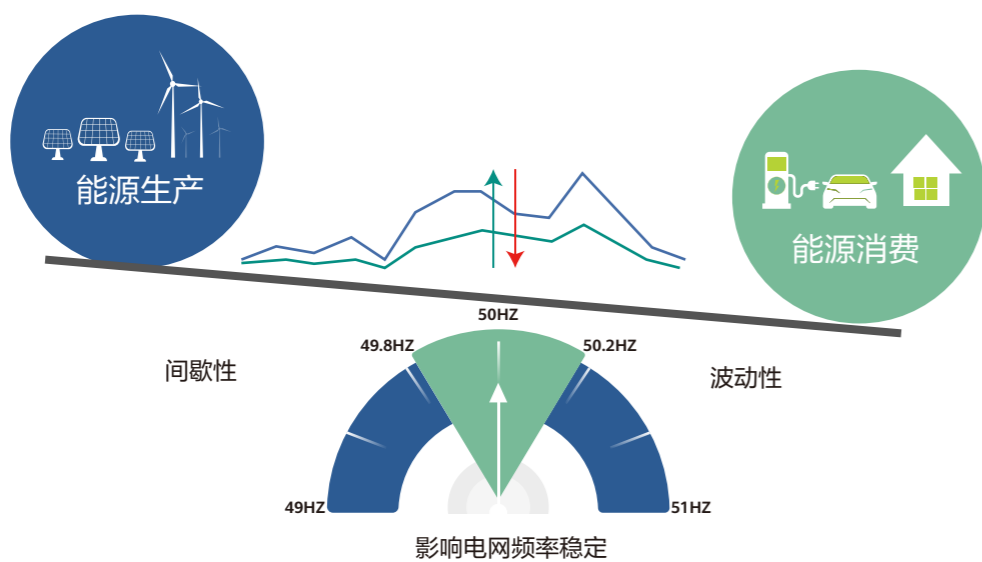 能源生产
能源消费
50HZ
49.8HZ
50.2HZ
间歇性
波动性
49HZ
51HZ
影响电网频率稳定